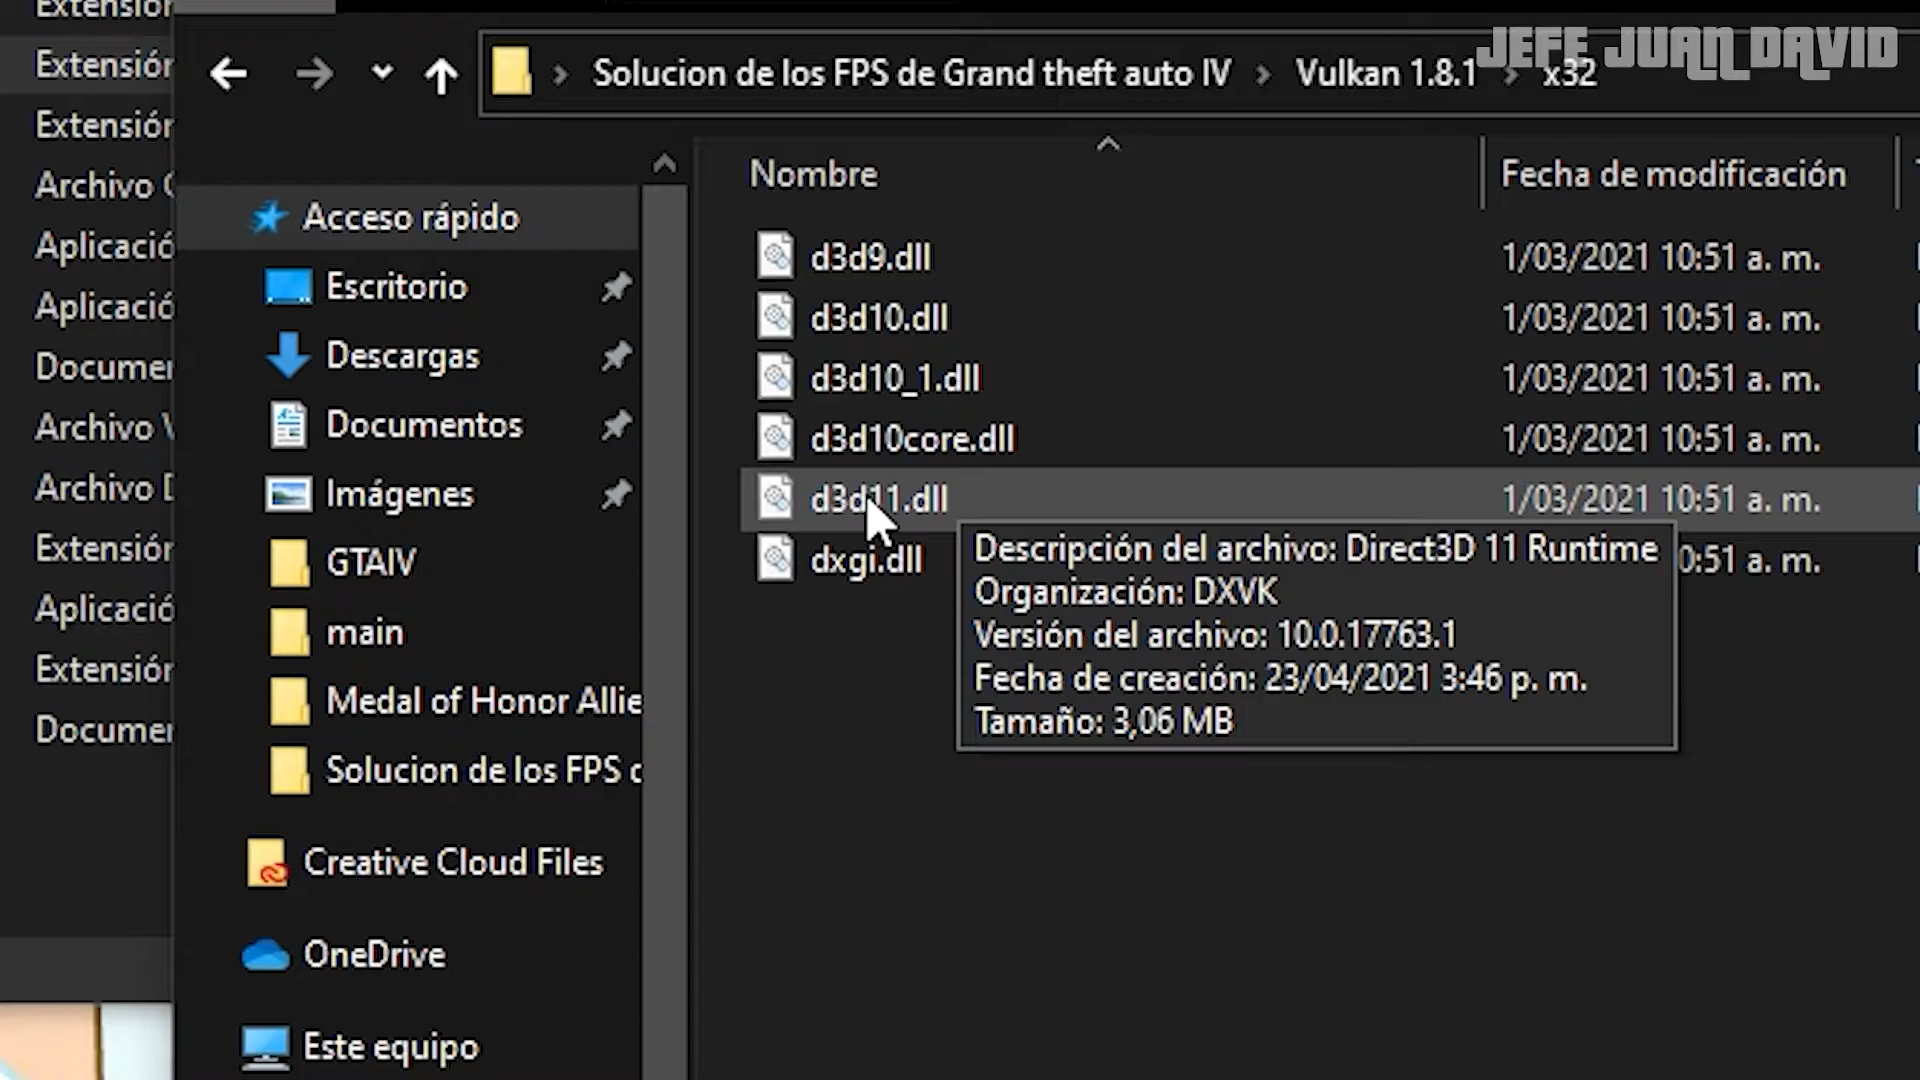 JEFE JUAN DAVID
Solucion de los FPS de Grand theft auto IV > Vulkan 1.8.1 > x32
Extensión
Extensión
Archivo
Aplicació
Aplicació
Documen
Archivo
Archivo
Extensión
Aplicació
Extensión
Documen
Acceso rápido
Escritorio
Descargas
Documentos
Imágenes
GTAIV
main
Medal of Honor Allie
Solucion de los FPS
Creative Cloud Files
OneDrive
Este equipo
Nombre
Fecha de modificación
d3d9.dll 1/03/2021 10:51 a. m.
d3d10.dll 1/03/2021 10:51 a. m.
d3d10_1.dll 1/03/2021 10:51 a. m.
d3d10core.dll 1/03/2021 10:51 a. m.
d3d11.dll 1/03/2021 10:51 a. m.
dxgi.dll 0:51 a. m.
Descripción del archivo: Direct3D 11 Runtime
Organización: DXVK
Versión del archivo: 10.0.17763.1
Fecha de creación: 23/04/2021 3:46 p. m.
Tamaño: 3,06 MB